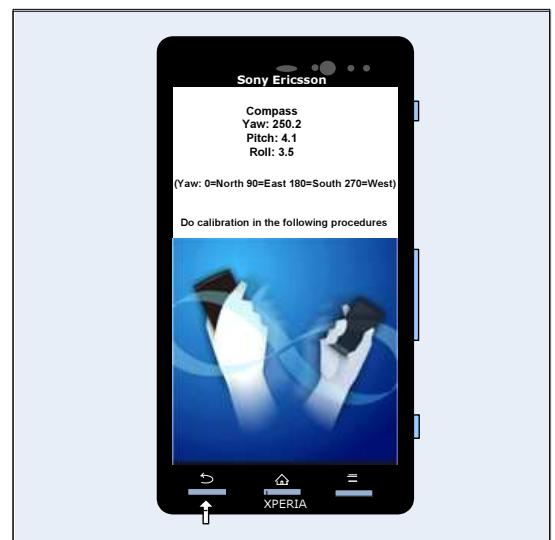 Sony Ericsson
Compass
Yaw: 250.2
Pitch: 4.1
Roll: 3.5
(Yaw: 0=North 90=East 180=South 270=West)
Do calibration in the following procedures
XPERIA